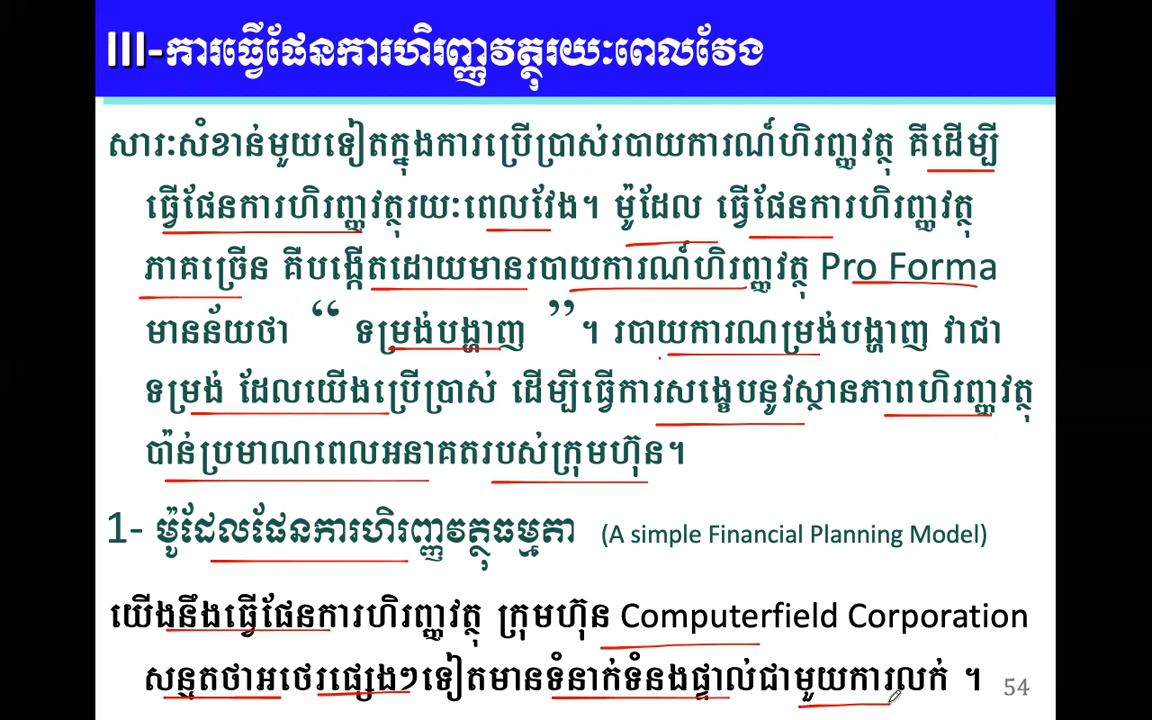 III-ការធ្វើផែនការហិរញ្ញវត្ថុរយៈពេលវែង
សារៈសំខាន់មួយទៀតក្នុងការប្រើប្រាស់របាយការណ៍ហិរញ្ញវត្ថុ គឺដើម្បី
ធ្វើផែនការហិរញ្ញវត្ថុរយៈពេលវែង។ ម៉ូដែល ធ្វើផែនការហិរញ្ញវត្ថុ
ភាគច្រើន គឺបង្កើតដោយមានរបាយការណ៍ហិរញ្ញវត្ថុ Pro Forma
មានន័យថា “ ទម្រង់បង្ហាញ ”។ របាយការណម្រង់បង្ហាញ វាជា
ទម្រង់ ដែលយើងប្រើប្រាស់ ដើម្បីធ្វើការសង្ខេបនូវស្ថានភាពហិរញ្ញវត្ថុ
បាន់ប្រមាណពេលអនាគតរបស់ក្រុមហ៊ុន។
1- ម៉ូដែលផែនការហិរញ្ញវត្ថុធម្មតា (A simple Financial Planning Model)
យើងនឹងធ្វើផែនការហិរញ្ញវត្ថុ ក្រុមហ៊ុន Computerfield Corporation
សន្មតថាអថេរផ្សេងៗទៀតមានទំនាក់ទំនងផ្ទាល់ជាមួយការលក់ ។
54